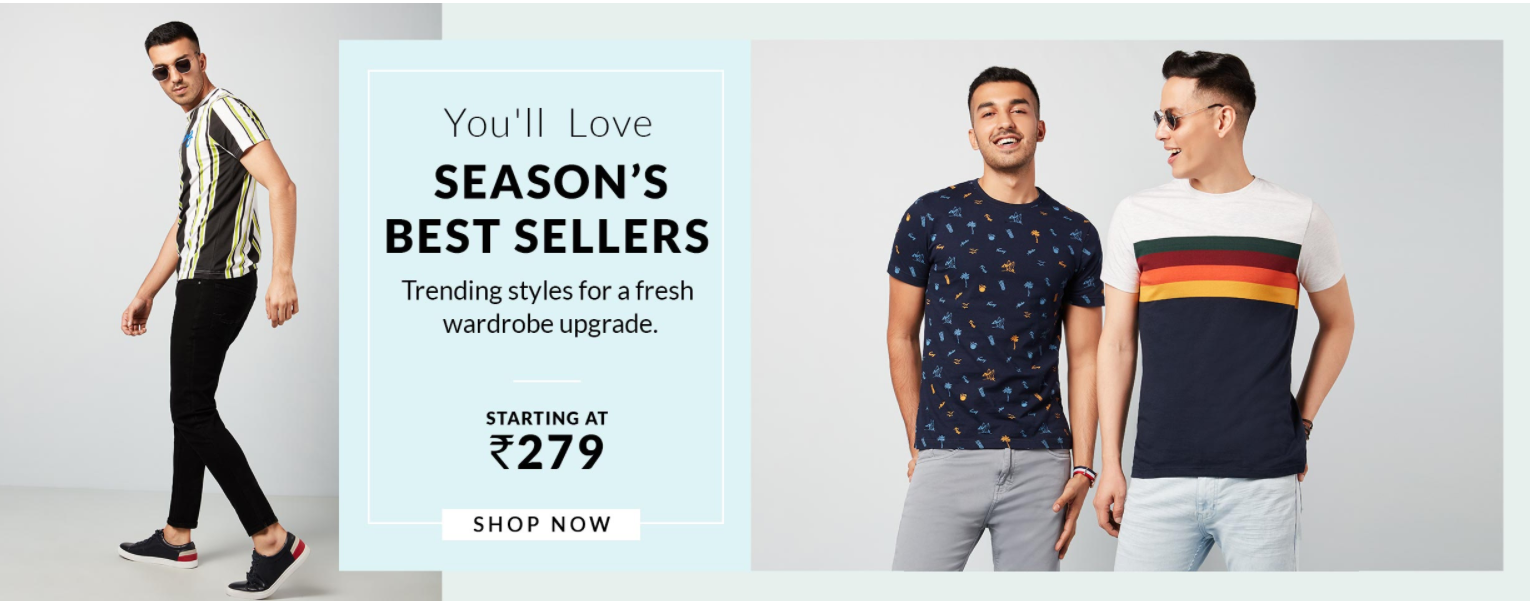 You'll Love
SEASON'S
BEST SELLERS
Trending styles for a fresh
wardrobe upgrade.
STARTING AT
₹279
SHOP NOW